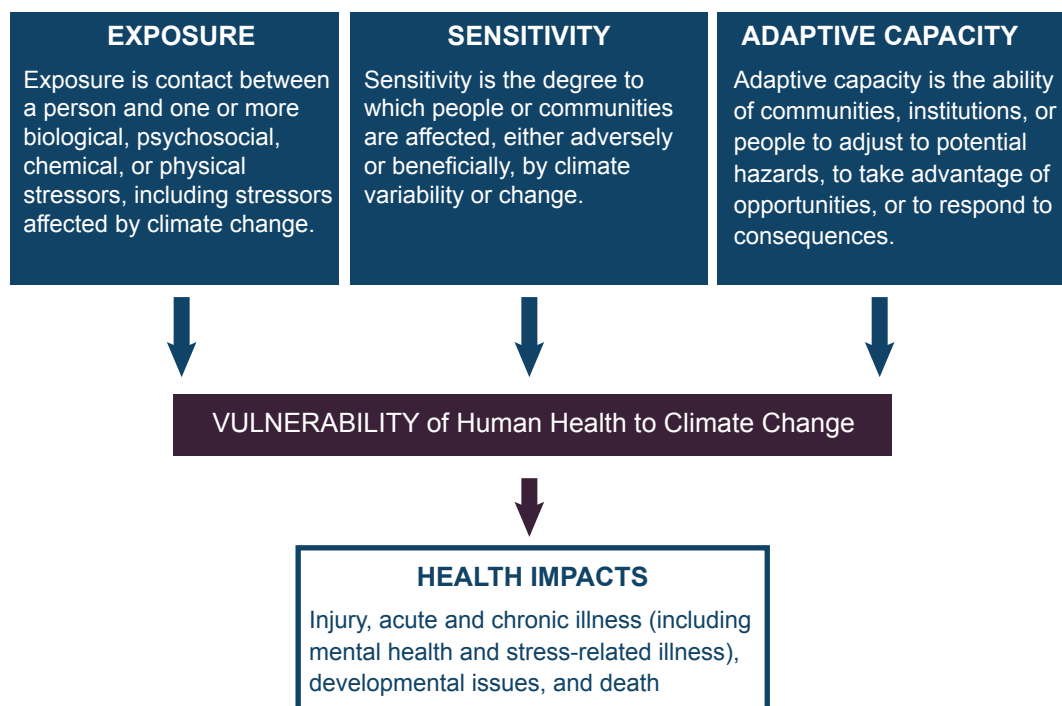 EXPOSURE
Exposure is contact between
a person and one or more
biological, psychosocial,
chemical, or physical
stressors, including stressors
affected by climate change.
SENSITIVITY
Sensitivity is the degree to
which people or communities
are affected, either adversely
or beneficially, by climate
variability or change.
ADAPTIVE CAPACITY
Adaptive capacity is the ability
of communities, institutions, or
people to adjust to potential
hazards, to take advantage of
opportunities, or to respond to
consequences.
VULNERABILITY of Human Health to Climate Change
HEALTH IMPACTS
Injury, acute and chronic illness (including
mental health and stress-related illness),
developmental issues, and death